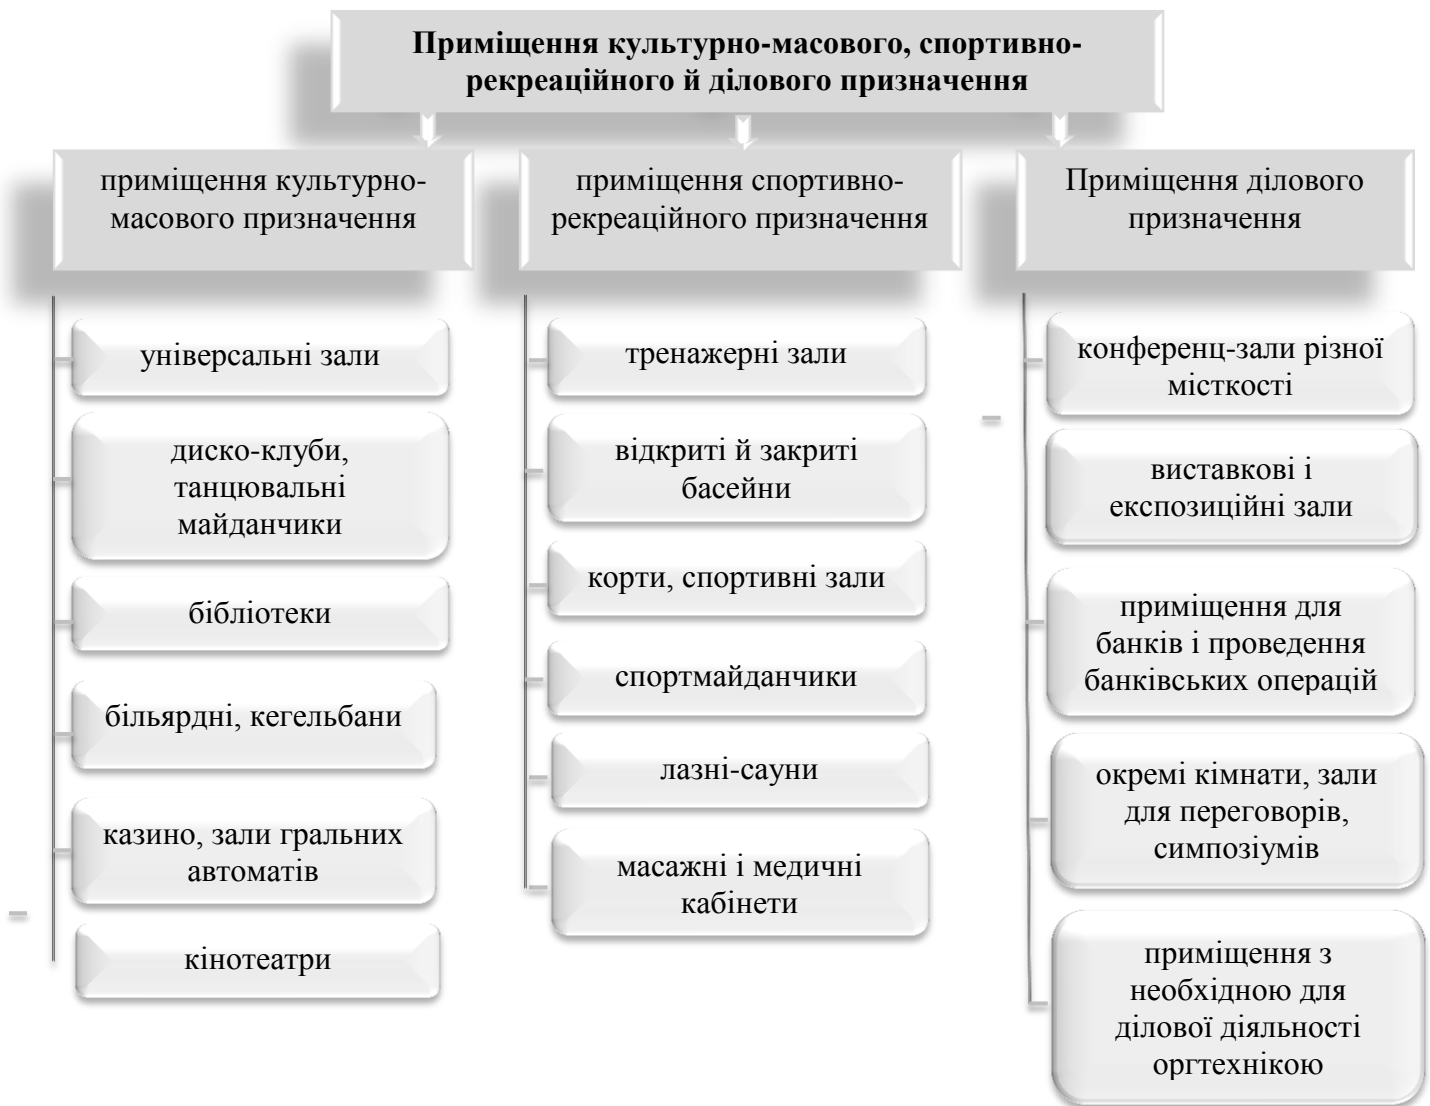 Приміщення культурно-масового, спортивно-
рекреаційного й ділового призначення
приміщення культурно-
масового призначення
універсальні зали
диско-клуби,
танцювальні
майданчики
бібліотеки
більярдні, кегельбани
казино, зали гральних
автоматів
кінотеатри
приміщення спортивно-
рекреаційного призначення
тренажерні зали
відкриті й закриті
басейни
корти, спортивні зали
спортмайданчики
лазні-сауни
масажні і медичні
кабінети
Приміщення ділового
призначення
конференц-зали різної
місткості
виставкові і
експозиційні зали
приміщення для
банків і проведення
банківських операцій
окремі кімнати, зали
для переговорів,
симпозіумів
приміщення з
необхідною для
ділової діяльності
оргтехнікою